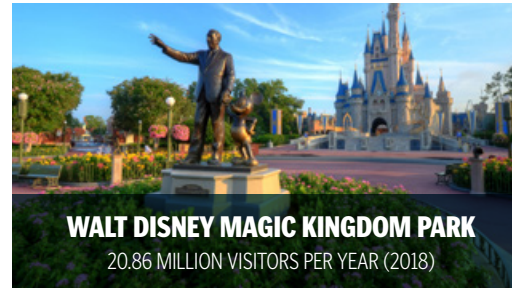 WALT DISNEY MAGIC KINGDOM PARK
20.86 MILLION VISITORS PER YEAR (2018)